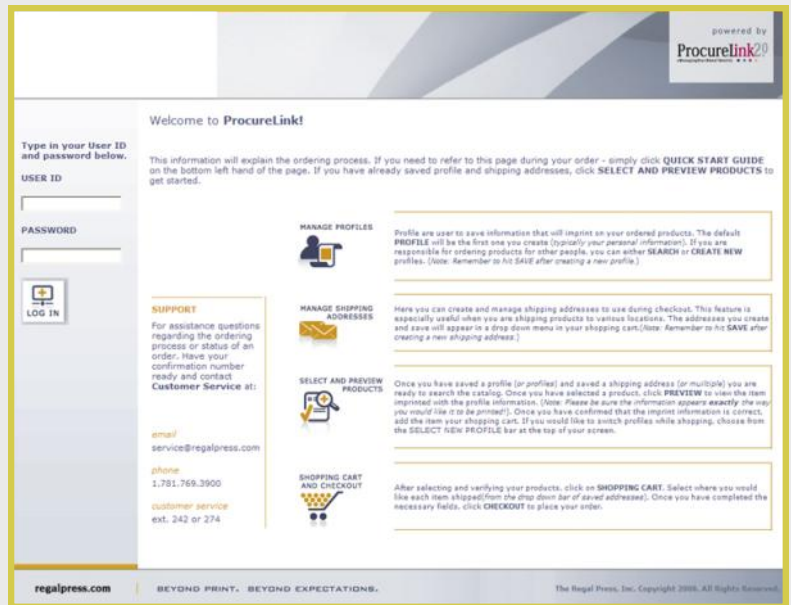 powered by
ProcureLink2.0
Welcome to ProcureLink!
Type in your User ID
and password below.
USER ID
PASSWORD
LOG IN
This information will explain the ordering process. If you need to refer to this page during your order - simply click QUICK START GUIDE
on the bottom left hand of the page. If you have already saved profile and shipping addresses, click SELECT AND PREVIEW PRODUCTS to
get started.
MANAGE PROFILES
Profile are user to save information that will imprint on your ordered products. The default
PROFILE will be the first one you create (typically your personal information). If you are
responsible for ordering products for other people, you can either SEARCH or CREATE NEW
profiles. (Note: Remember to hit SAVE after creating a new profile.)
SUPPORT
For assistance questions
regarding the ordering
process or status of an
order. Have your
confirmation number
ready and contact
Customer Service at:
email
service@regalpress.com
phone
1.781.769.3900
customer service
ext. 242 or 274
MANAGE SHIPPING
ADDRESSES
Here you can create and manage shipping addresses to use during checkout. This feature is
especially useful when you are shipping products to various locations. The addresses you create
and save will appear in a drop down menu in your shopping cart.(Note: Remember to hit SAVE after
creating a new shipping address.)
SELECT AND PREVIEW
PRODUCTS
Once you have saved a profile (or profiles) and saved a shipping address (or multiple) you are
ready to search the catalog. Once you have selected a product, click PREVIEW to view the item
imprinted with the profile information. (Note: Please be sure the information appears exactly the way
you would like it to be printed!). Once you have confirmed that the imprint information is correct,
add the item your shopping cart. If you would like to switch profiles while shopping, choose from
the SELECT NEW PROFILE bar at the top of your screen.
SHOPPING CART
AND CHECKOUT
After selecting and verifying your products, click on SHOPPING CART. Select where you would
like each item shipped(from the drop down bar of saved addresses). Once you have completed the
necessary fields, click CHECKOUT to place your order.
regalpress.com
BEYOND PRINT. BEYOND EXPECTATIONS.
The Regal Press, Inc. Copyright 2006. All Rights Reserved.